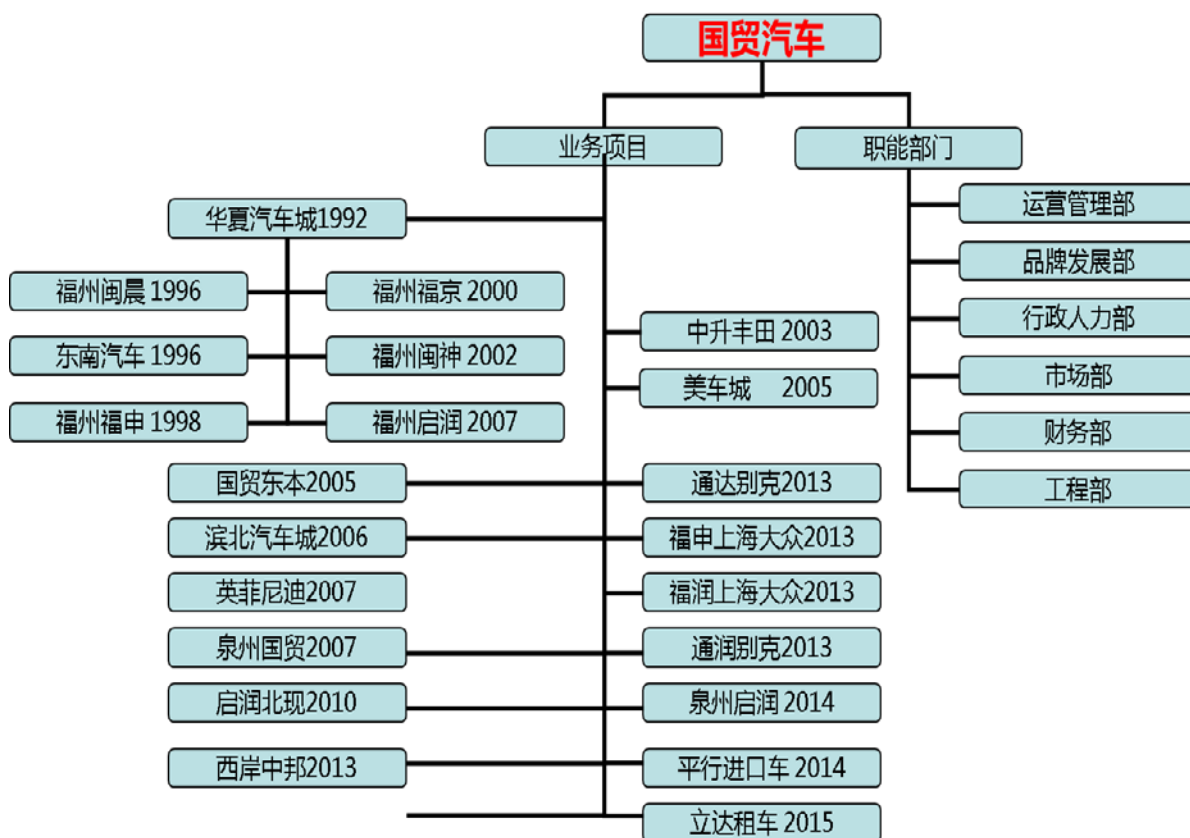 国贸汽车
业务项目
职能部门
华夏汽车城1992
福州闽晨 1996
福州福京 2000
东南汽车 1996
福州闽神 2002
福州福申 1998
福州启润 2007
中升丰田 2003
美车城 2005
国贸东本2005
通达别克2013
滨北汽车城2006
福申上海大众2013
英菲尼迪2007
福润上海大众2013
泉州国贸2007
通润别克2013
启润北现2010
泉州启润 2014
西岸中邦2013
平行进口车 2014
立达租车 2015
运营管理部
品牌发展部
行政人力部
市场部
财务部
工程部